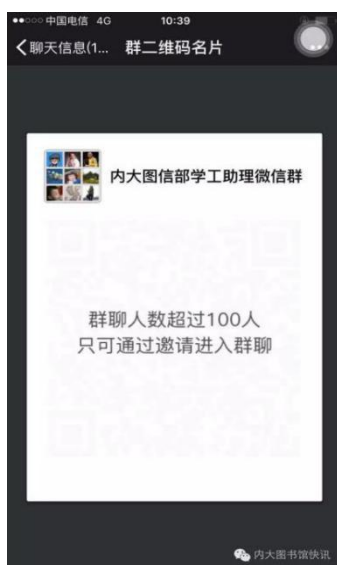 中国电信 4G 10:39
聊天信息(1... 群二维码名片
内大图信部学工助理微信群
群聊人数超过100人
只可通过邀请进入群聊
内大图书馆快讯